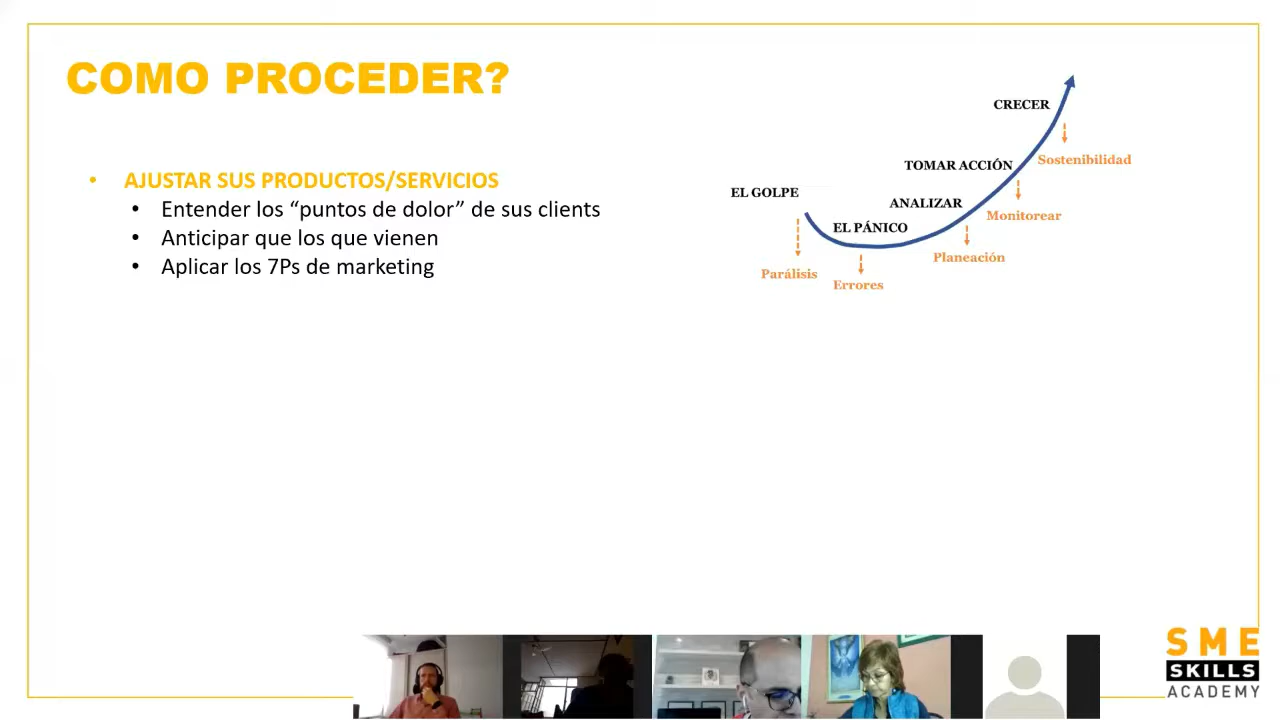 COMO PROCEDER?
AJUSTAR SUS PRODUCTOS/SERVICIOS
Entender los “puntos de dolor” de sus clients
Anticipar que los que vienen
Aplicar los 7Ps de marketing
CRECER
Sostenibilidad
TOMAR ACCIÓN
EL GOLPE
ANALIZAR
Monitorear
EL PÁNICO
Planeación
Parálisis
Errores
SME
SKILLS
ACADEMY